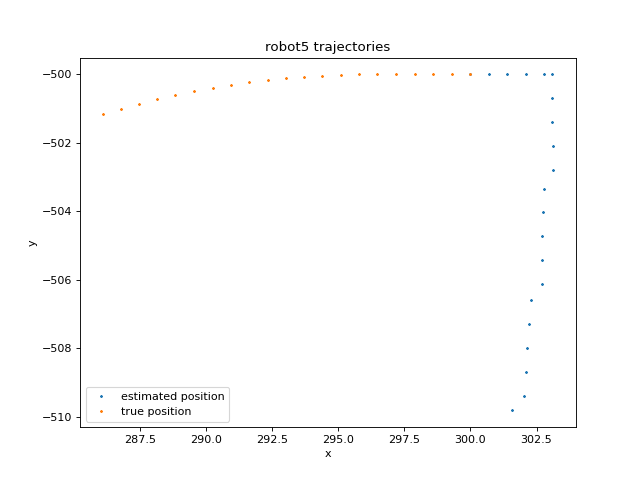 robot5 trajectories
y
−500
−502
−504
−506
−508
−510
estimated position
true position
287.5
290.0
292.5
295.0
297.5
300.0
302.5
x